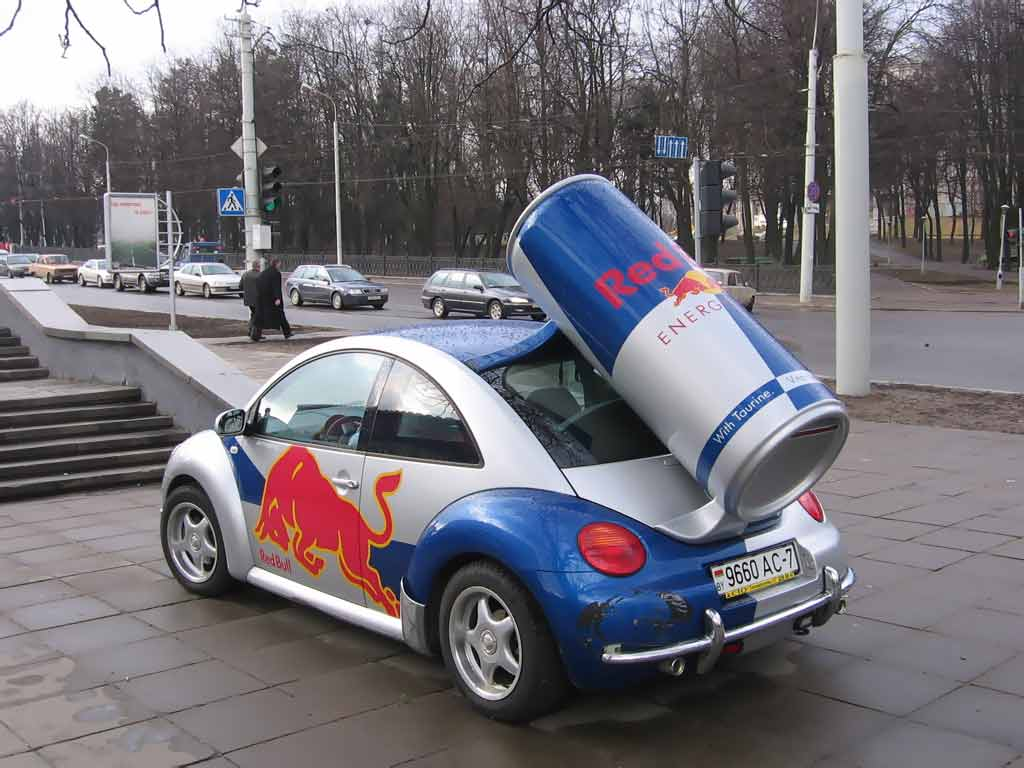 Red
ENERG
With Taurine.
Red Bull
BY 9660 AC-7